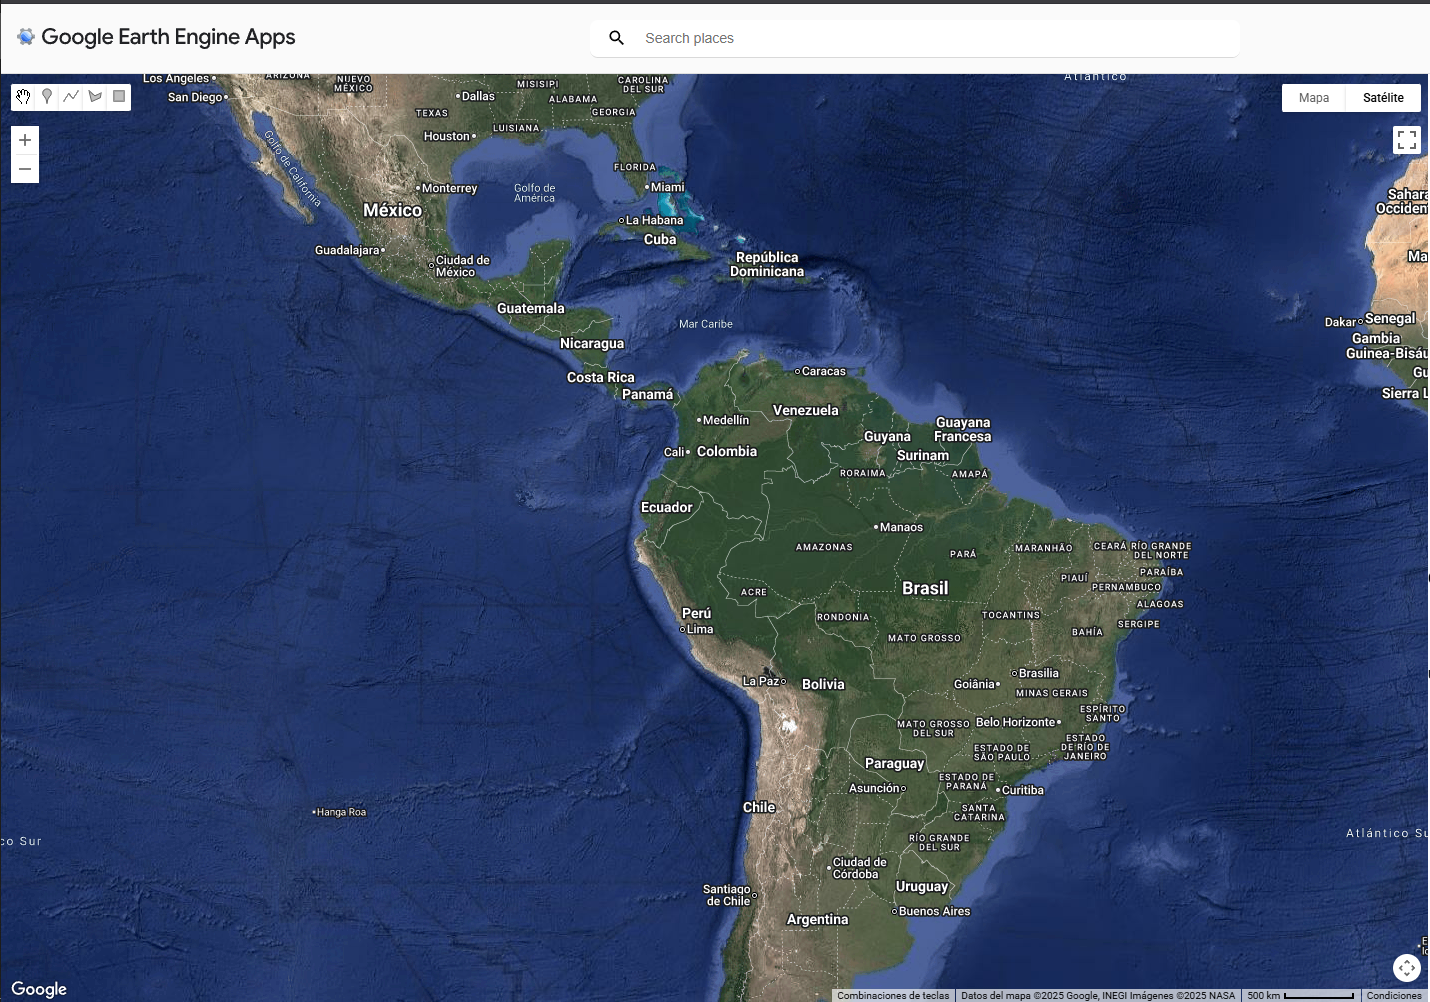 Google Earth Engine Apps
Search places
Mapa
Satélite
Los Angeles
San Diego
ARIZONA
NUEVO
MÉXICO
Dallas
TEXAS
Houston
MISISIPI
ALABAMA
LUISIANA
GEORGIA
CAROLINA
DEL SUR
Atlántico
Golfo de California
Monterrey
México
Golfo de
América
FLORIDA
Miami
La Habana
Cuba
Guadalajara
Ciudad de
México
República
Dominicana
Sahara
Occiden
Ma
Guatemala
Mar Caribe
Nicaragua
Dakar
Senegal
Gambia
Guinea-Bisáu
Gu
Sierra L
Costa Rica
Panamá
Caracas
Venezuela
Medellín
Cali
Colombia
Guyana
Guayana
Francesa
Surinam
RORAIMA
AMAPÁ
Ecuador
Manaos
AMAZONAS
PARÁ
MARANHÃO
CEARÁ
RÍO GRANDE
DEL NORTE
PARAÍBA
PIAUÍ
PERNAMBUCO
ALAGOAS
SERGIPE
Brasil
ACRE
Perú
Lima
RONDONIA
TOCANTINS
MATO GROSSO
BAHÍA
La Paz
Bolivia
Brasilia
Goiânia
MINAS GERAIS
ESPÍRITO
SANTO
MATO GROSSO
DEL SUR
Belo Horizonte
ESTADO DE
SÃO PAULO
ESTADO
DE RÍO DE
JANEIRO
Paraguay
Asunción
ESTADO DE
PARANÁ
Curitiba
Hanga Roa
Chile
SANTA
CATARINA
co Sur
Atlántico Su
RÍO GRANDE
DEL SUR
Ciudad de
Córdoba
Santiago
de Chile
Uruguay
Buenos Aires
Argentina
Google
Combinaciones de teclas
Datos del mapa ©2025 Google, INEGI Imágenes ©2025 NASA
500 km
Condiciones